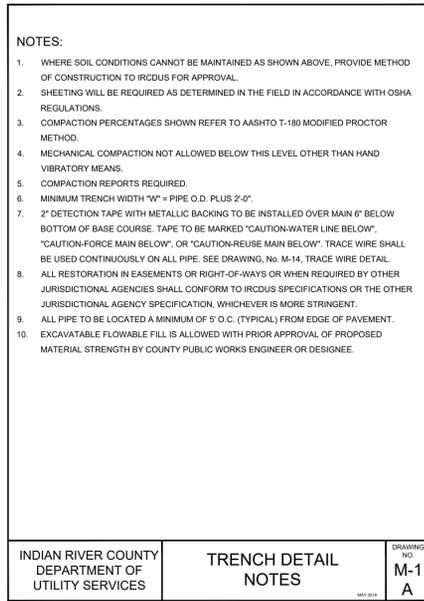 NOTES:
1. WHERE SOIL CONDITIONS CANNOT BE MAINTAINED AS SHOWN ABOVE, PROVIDE METHOD
OF CONSTRUCTION TO IRCDUS FOR APPROVAL.
2. SHEETING WILL BE REQUIRED AS DETERMINED IN THE FIELD IN ACCORDANCE WITH OSHA
REGULATIONS.
3. COMPACTION PERCENTAGES SHOWN REFER TO AASHTO T-180 MODIFIED PROCTOR
METHOD.
4. MECHANICAL COMPACTION NOT ALLOWED BELOW THIS LEVEL OTHER THAN HAND
VIBRATORY MEANS.
5. COMPACTION REPORTS REQUIRED.
6. MINIMUM TRENCH WIDTH "W" = PIPE O.D. PLUS 2'-0".
7. 2" DETECTION TAPE WITH METALLIC BACKING TO BE INSTALLED OVER MAIN 6" BELOW
BOTTOM OF BASE COURSE. TAPE TO BE MARKED "CAUTION-WATER LINE BELOW",
"CAUTION-FORCE MAIN BELOW", OR "CAUTION-REUSE MAIN BELOW". TRACE WIRE SHALL
BE USED CONTINUOUSLY ON ALL PIPE. SEE DRAWING, No. M-14, TRACE WIRE DETAIL.
8. ALL RESTORATION IN EASEMENTS OR RIGHT-OF-WAYS OR WHEN REQUIRED BY OTHER
JURISDICTIONAL AGENCIES SHALL CONFORM TO IRCDUS SPECIFICATIONS OR THE OTHER
JURISDICTIONAL AGENCY SPECIFICATION, WHICHEVER IS MORE STRINGENT.
9. ALL PIPE TO BE LOCATED A MINIMUM OF 5' O.C. (TYPICAL) FROM EDGE OF PAVEMENT.
10. EXCAVATABLE FLOWABLE FILL IS ALLOWED WITH PRIOR APPROVAL OF PROPOSED
MATERIAL STRENGTH BY COUNTY PUBLIC WORKS ENGINEER OR DESIGNEE.
INDIAN RIVER COUNTY
DEPARTMENT OF
UTILITY SERVICES
TRENCH DETAIL
NOTES
MAY 2019
DRAWING
NO.
M-1
A